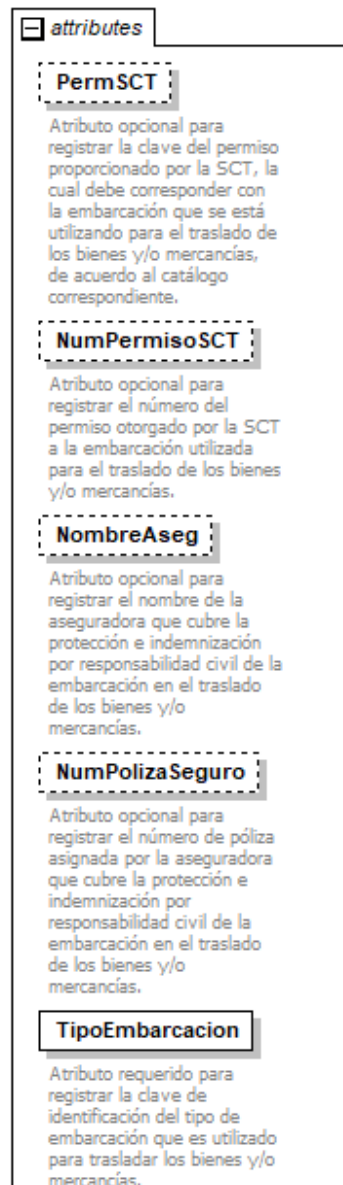 attributes
PermSCT
Atributo opcional para
registrar la clave del permiso
proporcionado por la SCT, la
cual debe corresponder con
la embarcación que se está
utilizando para el traslado de
los bienes y/o mercancías,
de acuerdo al catálogo
correspondiente.
NumPermisoSCT
Atributo opcional para
registrar el número del
permiso otorgado por la SCT
a la embarcación utilizada
para el traslado de los bienes
y/o mercancías.
NombreAseg
Atributo opcional para
registrar el nombre de la
aseguradora que cubre la
protección e indemnización
por responsabilidad civil de la
embarcación en el traslado
de los bienes y/o
mercancías.
NumPolizaSeguro
Atributo opcional para
registrar el número de póliza
asignada por la aseguradora
que cubre la protección e
indemnización por
responsabilidad civil de la
embarcación en el traslado
de los bienes y/o
mercancías.
TipoEmbarcacion
Atributo requerido para
registrar la clave de
identificación del tipo de
embarcación que es utilizado
para trasladar los bienes y/o
mercancías.